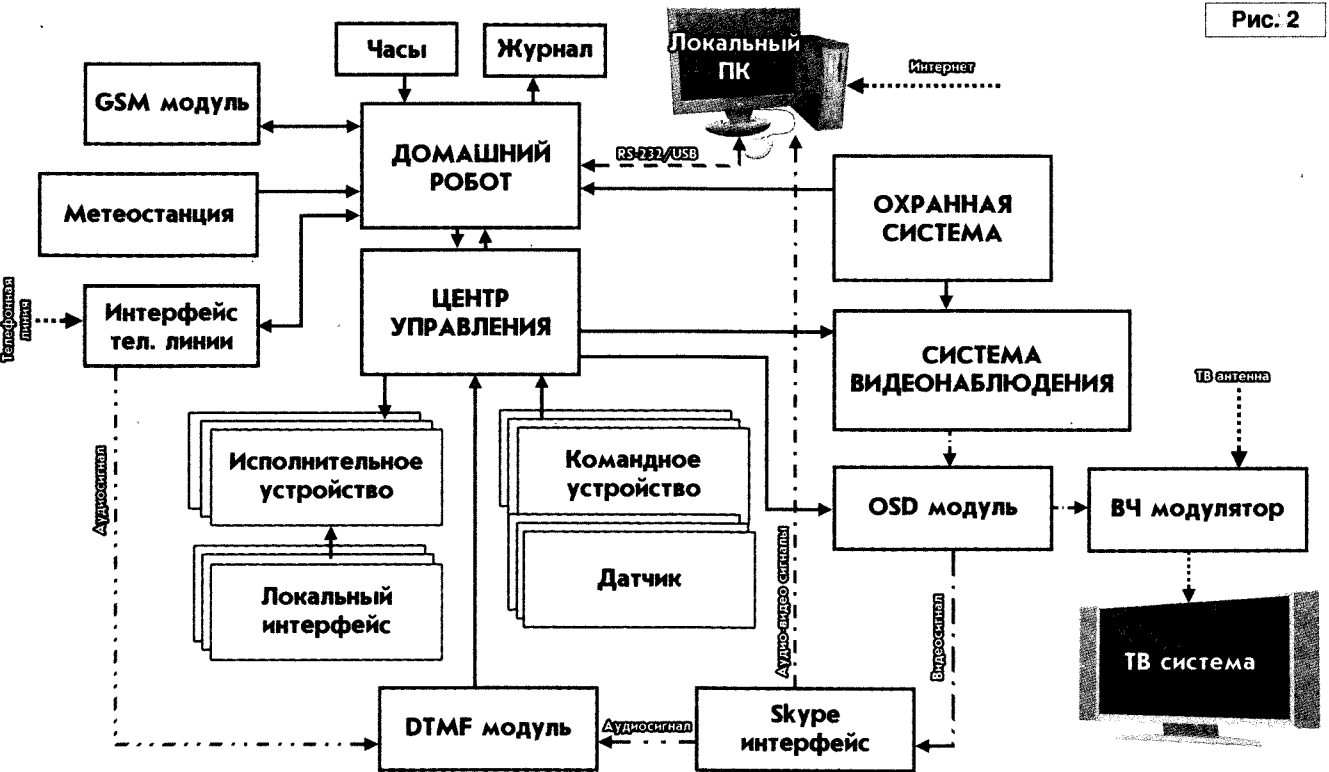 Рис. 2
Часы
Журнал
Локальный
ПК
Интернет
GSM модуль
ДОМАШНИЙ
РОБОТ
RS-232/USB
Метеостанция
ОХРАННАЯ
СИСТЕМА
Телефонная
линия
Интерфейс
тел. линии
ЦЕНТР
УПРАВЛЕНИЯ
СИСТЕМА
ВИДЕОНАБЛЮДЕНИЯ
ТВ антенна
Аудиосигнал
Исполнительное
устройство
Командное
устройство
OSD модуль
ВЧ модулятор
Локальный
интерфейс
Датчик
Аудио-видео сигналы
Видеосигнал
ТВ система
DTMF модуль
Аудиосигнал
Skype
интерфейс